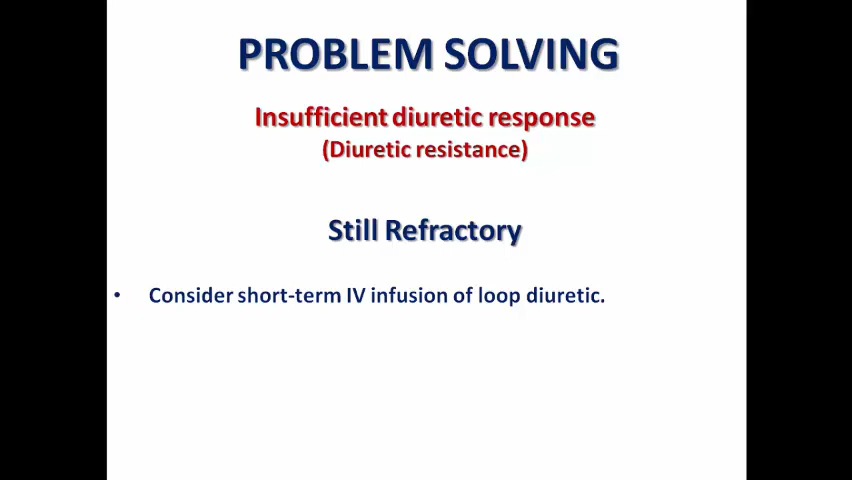 PROBLEM SOLVING
Insufficient diuretic response
(Diuretic resistance)
Still Refractory
• Consider short-term IV infusion of loop diuretic.